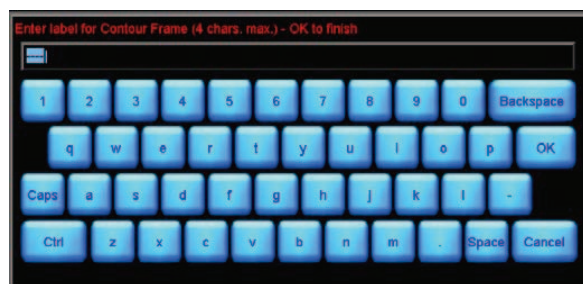 Enter label for Contour Frame (4 chars. max.) - OK to finish
----
1 2 3 4 5 6 7 8 9 0 Backspace
q w e r t y u i o p OK
Caps a s d f g h j k l -
Ctrl z x c v b n m . Space Cancel